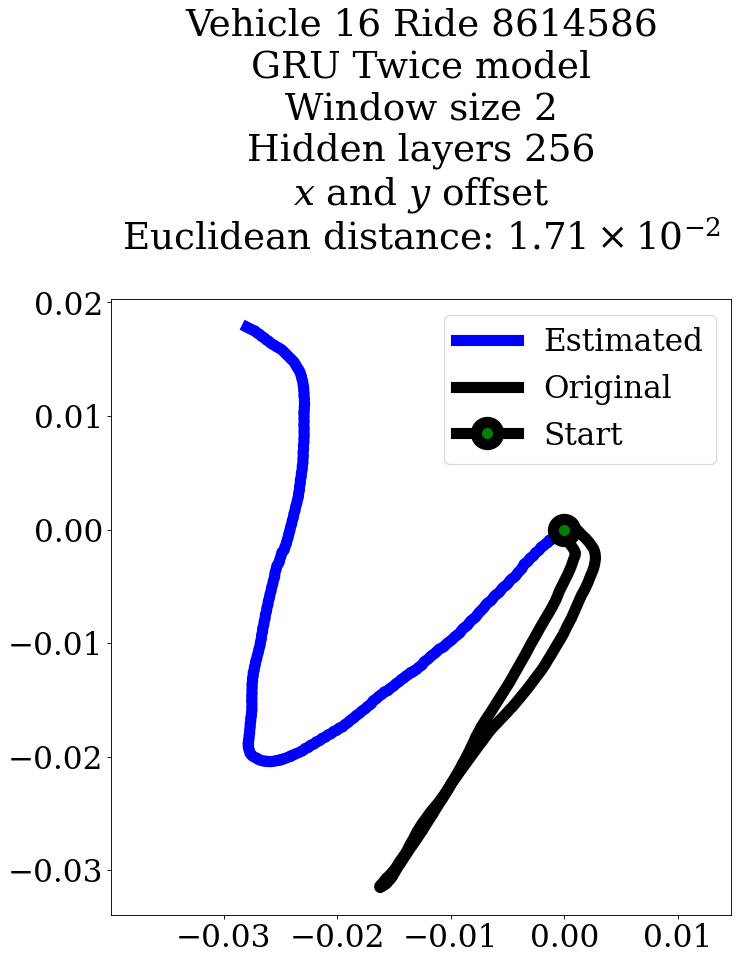 Vehicle 16 Ride 8614586
GRU Twice model
Window size 2
Hidden layers 256
x and y offset
Euclidean distance: 1.71 × 10⁻²
0.02
0.01
0.00
−0.01
−0.02
−0.03
Estimated
Original
Start
−0.03
−0.02
−0.01
0.00
0.01